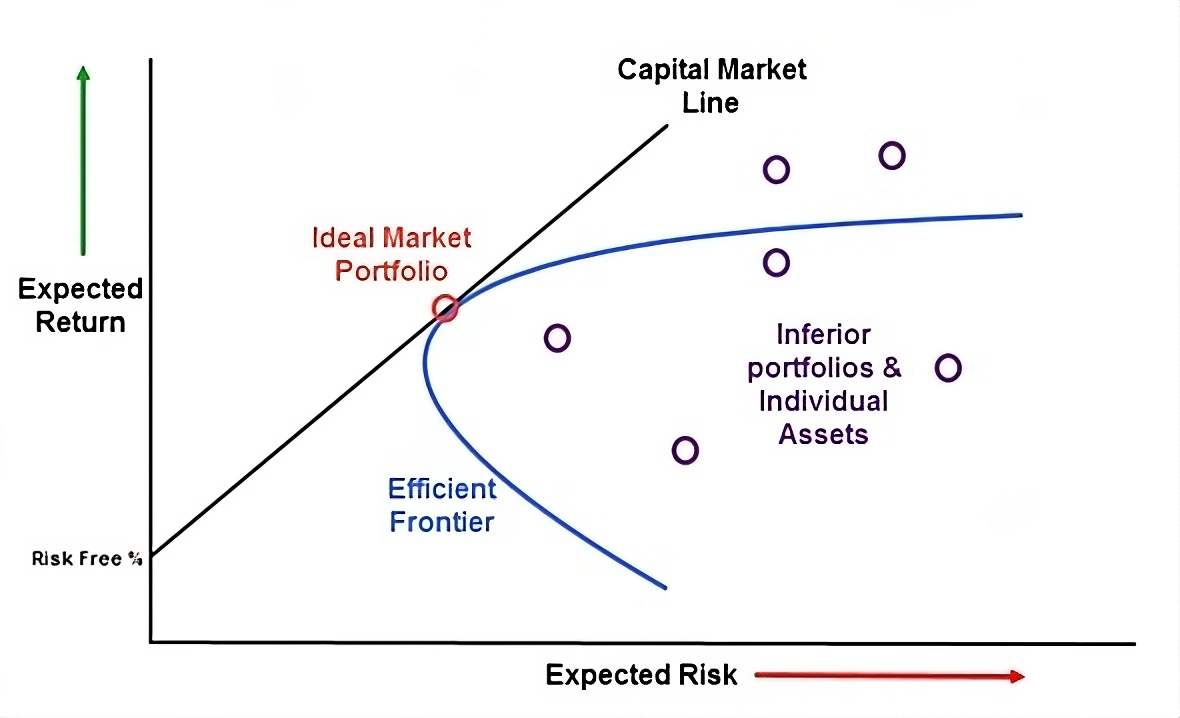 Capital Market
Line
Ideal Market
Portfolio
Expected
Return
Inferior
portfolios &
Individual
Assets
Efficient
Frontier
Risk Free %
Expected Risk